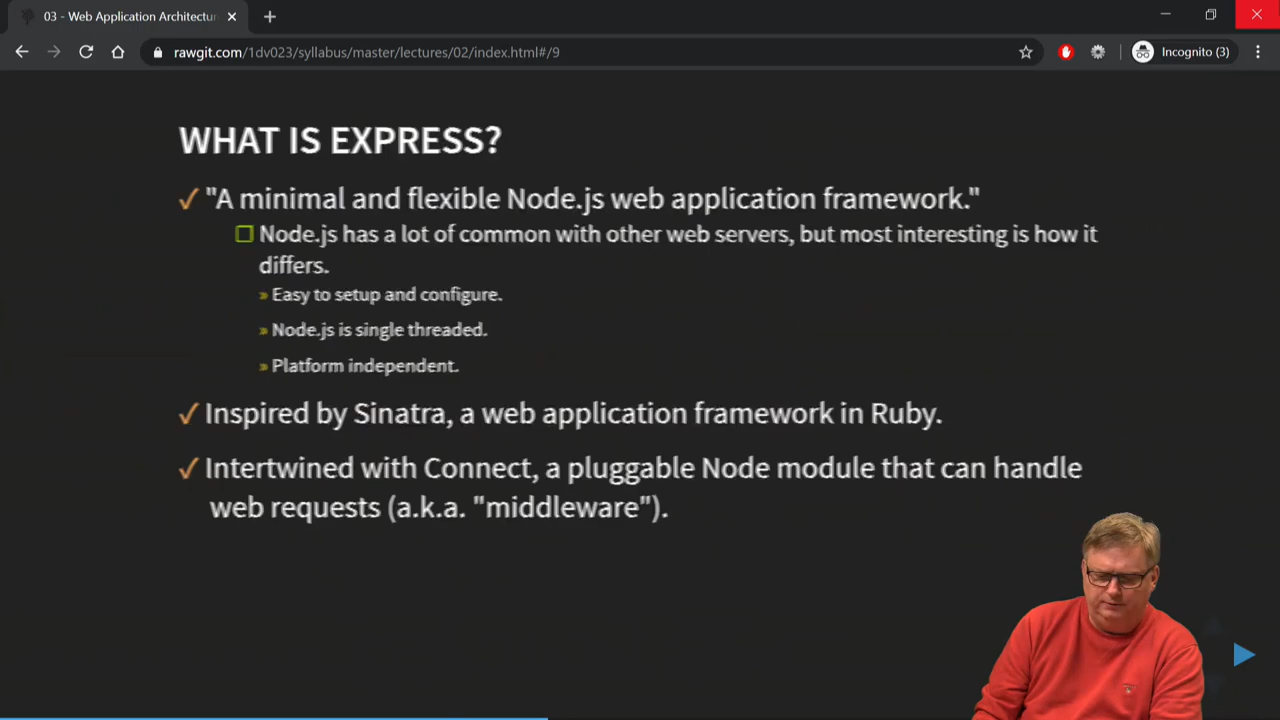 03 - Web Application Architectur
rawgit.com/1dv023/syllabus/master/lectures/02/index.html#/9
Incognito (3)
WHAT IS EXPRESS?
"A minimal and flexible Node.js web application framework."
Node.js has a lot of common with other web servers, but most interesting is how it
differs.
Easy to setup and configure.
Node.js is single threaded.
Platform independent.
Inspired by Sinatra, a web application framework in Ruby.
Intertwined with Connect, a pluggable Node module that can handle
web requests (a.k.a. "middleware").